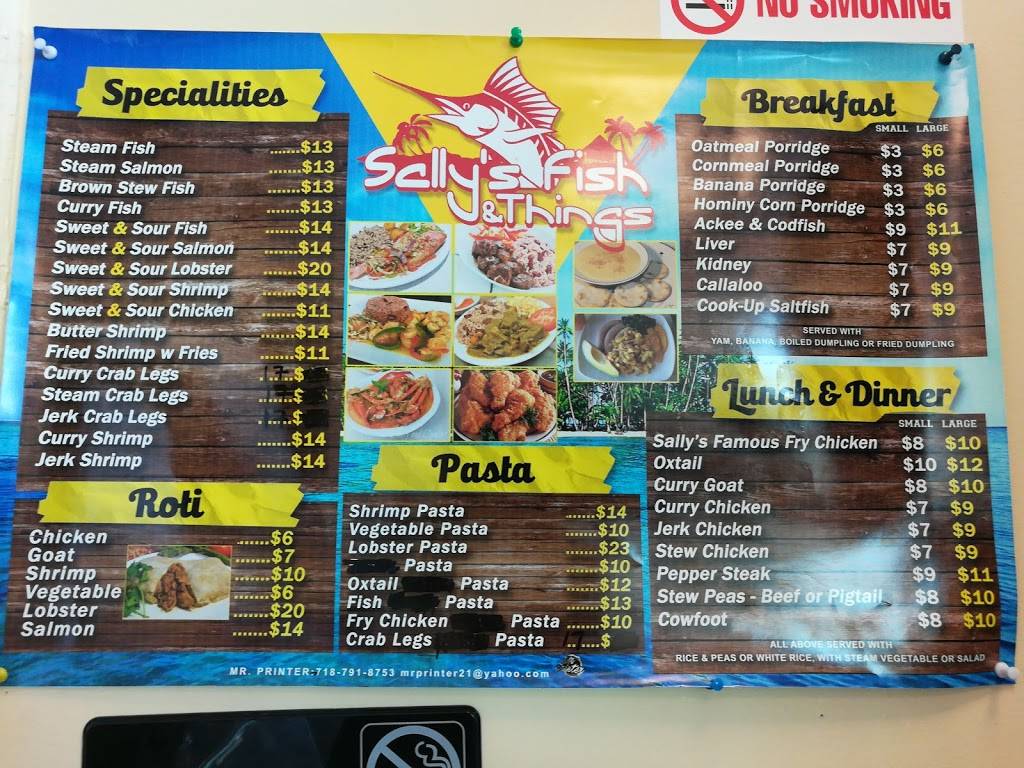 NO SMOKING
Sally's Fish
& Things
Specialities
Steam Fish .......$13
Steam Salmon .......$13
Brown Stew Fish ......$13
Curry Fish ......$13
Sweet & Sour Fish ......$14
Sweet & Sour Salmon ......$14
Sweet & Sour Lobster ......$20
Sweet & Sour Shrimp ......$14
Sweet & Sour Chicken ......$11
Butter Shrimp ......$14
Fried Shrimp w Fries ......$11
Curry Crab Legs 17 ...$
Steam Crab Legs ...$
Jerk Crab Legs ...$
Curry Shrimp ......$14
Jerk Shrimp ......$14
Roti
Chicken .......$6
Goat .......$7
Shrimp ......$10
Vegetable ......$6
Lobster ......$20
Salmon .......$14
Pasta
Shrimp Pasta ......$14
Vegetable Pasta ......$10
Lobster Pasta ......$23
Pasta ......$10
Oxtail Pasta ......$12
Fish Pasta ......$13
Fry Chicken Pasta .....$10
Crab Legs Pasta 17 ...$
MR. PRINTER:718-791-8753 mrprinter21@yahoo.com
Breakfast
SMALL LARGE
Oatmeal Porridge $3 $6
Cornmeal Porridge $3 $6
Banana Porridge $3 $6
Hominy Corn Porridge $3 $6
Ackee & Codfish $9 $11
Liver $7 $9
Kidney $7 $9
Callaloo $7 $9
Cook-Up Saltfish $7 $9
SERVED WITH
YAM, BANANA, BOILED DUMPLING OR FRIED DUMPLING
Lunch & Dinner
SMALL LARGE
Sally's Famous Fry Chicken $8 $10
Oxtail $10 $12
Curry Goat $8 $10
Curry Chicken $7 $9
Jerk Chicken $7 $9
Stew Chicken $7 $9
Pepper Steak $9 $11
Stew Peas - Beef or Pigtail $8 $10
Cowfoot $8 $10
ALL ABOVE SERVED WITH
RICE & PEAS OR WHITE RICE, WITH STEAM VEGETABLE OR SALAD